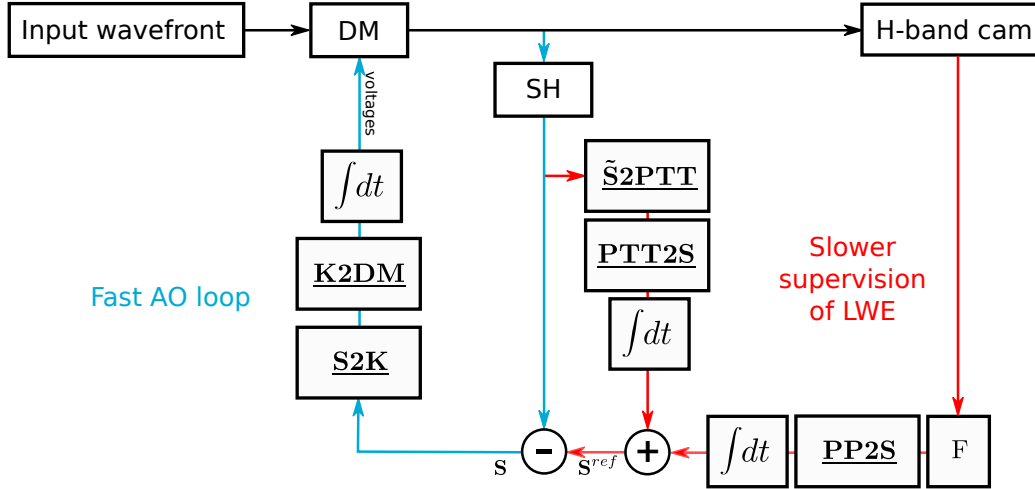 Input wavefront
DM
H-band cam
voltages
SH
∫dt
S̃2PTT
PTT2S
K2DM
Slower
supervision
of LWE
Fast AO loop
∫dt
S2K
S
-
S^{ref}
+
∫dt
PP2S
F